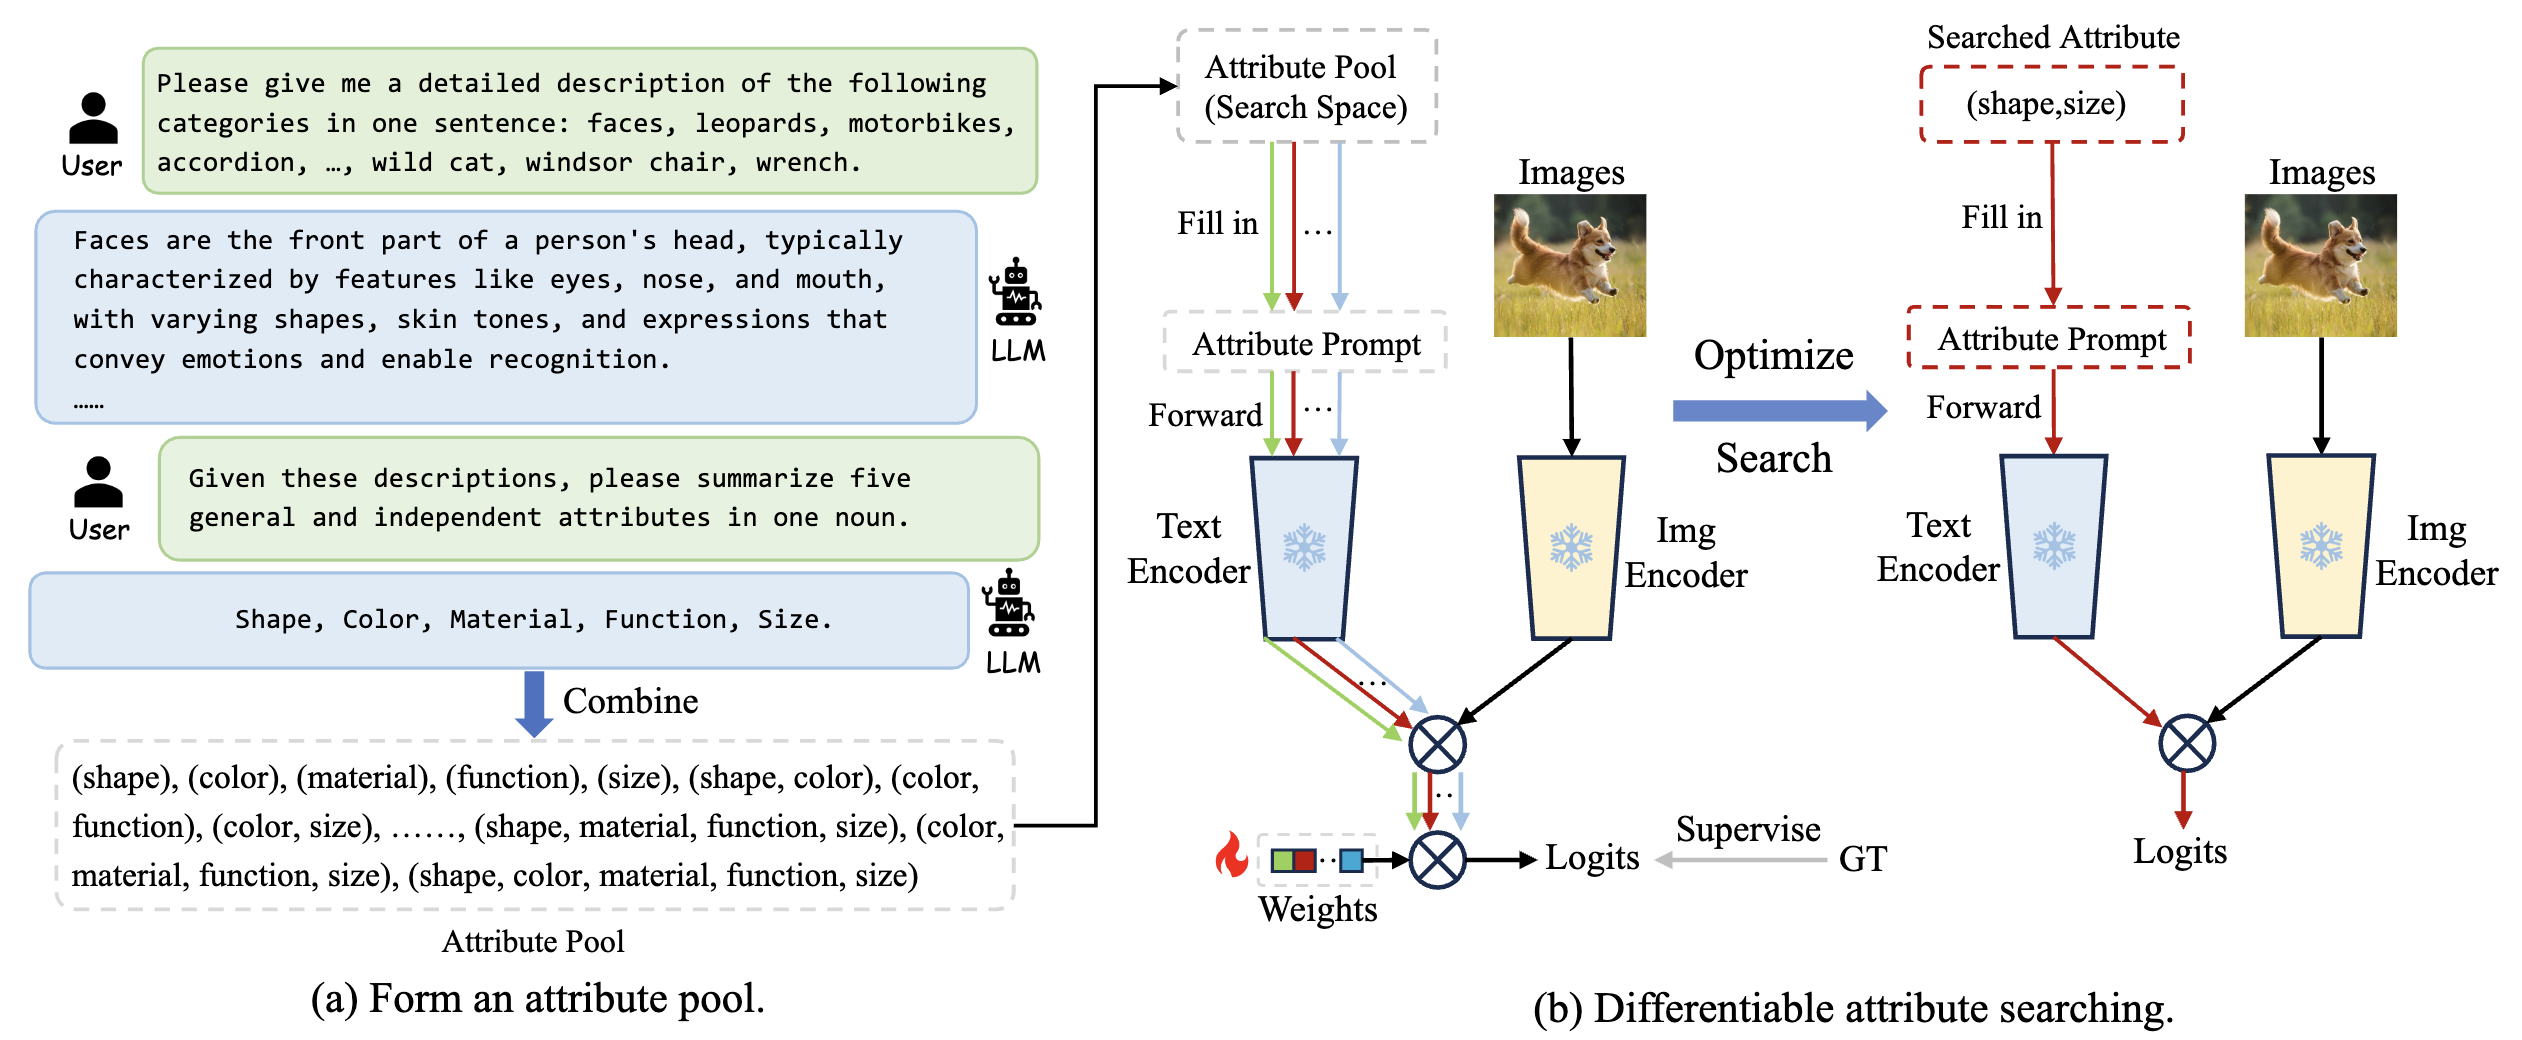 Please give me a detailed description of the following
categories in one sentence: faces, leopards, motorbikes,
accordion, …, wild cat, windsor chair, wrench.
User
Faces are the front part of a person's head, typically
characterized by features like eyes, nose, and mouth,
with varying shapes, skin tones, and expressions that
convey emotions and enable recognition.
……
LLM
Given these descriptions, please summarize five
general and independent attributes in one noun.
User
Shape, Color, Material, Function, Size.
LLM
Combine
(shape), (color), (material), (function), (size), (shape, color), (color,
function), (color, size), ……, (shape, material, function, size), (color,
material, function, size), (shape, color, material, function, size)
Attribute Pool
(a) Form an attribute pool.
Attribute Pool
(Search Space)
Fill in
...
Attribute Prompt
Forward
...
Images
Text
Encoder
Img
Encoder
...
..
Weights
..
Logits
Supervise
GT
Optimize
Search
Searched Attribute
(shape,size)
Fill in
Attribute Prompt
Forward
Images
Text
Encoder
Img
Encoder
Logits
(b) Differentiable attribute searching.